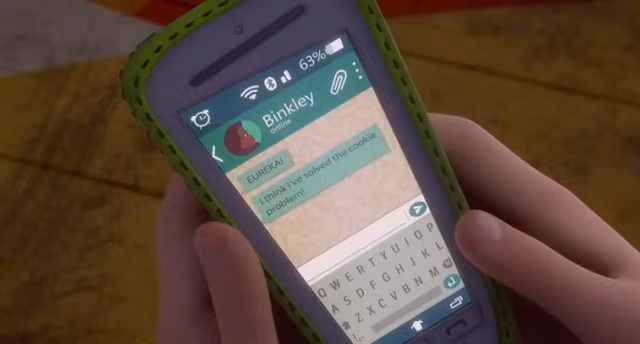 63%
Binkley
online
EUREKA!
I think I've solved the cookie
problem!
Q W E R T Y U I O P
A S D F G H J K L
Z X C V B N M
!,.